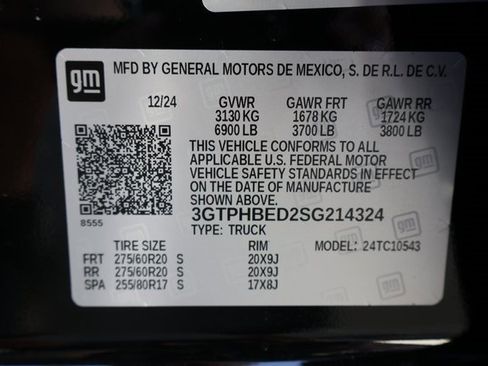 gm
MFD BY GENERAL MOTORS DE MEXICO, S. DE R.L. DE C.V.
12/24 GVWR GAWR FRT GAWR RR
3130 KG 1678 KG 1724 KG
6900 LB 3700 LB 3800 LB
THIS VEHICLE CONFORMS TO ALL
APPLICABLE U.S. FEDERAL MOTOR
VEHICLE SAFETY STANDARDS IN EFFECT
ON THE DATE OF MANUFACTURE
SHOWN ABOVE.
3GTPHBED2SG214324
8555
TYPE: TRUCK
TIRE SIZE RIM MODEL: 24TC10543
FRT 275/60R20 S 20X9J
RR 275/60R20 S 20X9J
SPA 255/80R17 S 17X8J